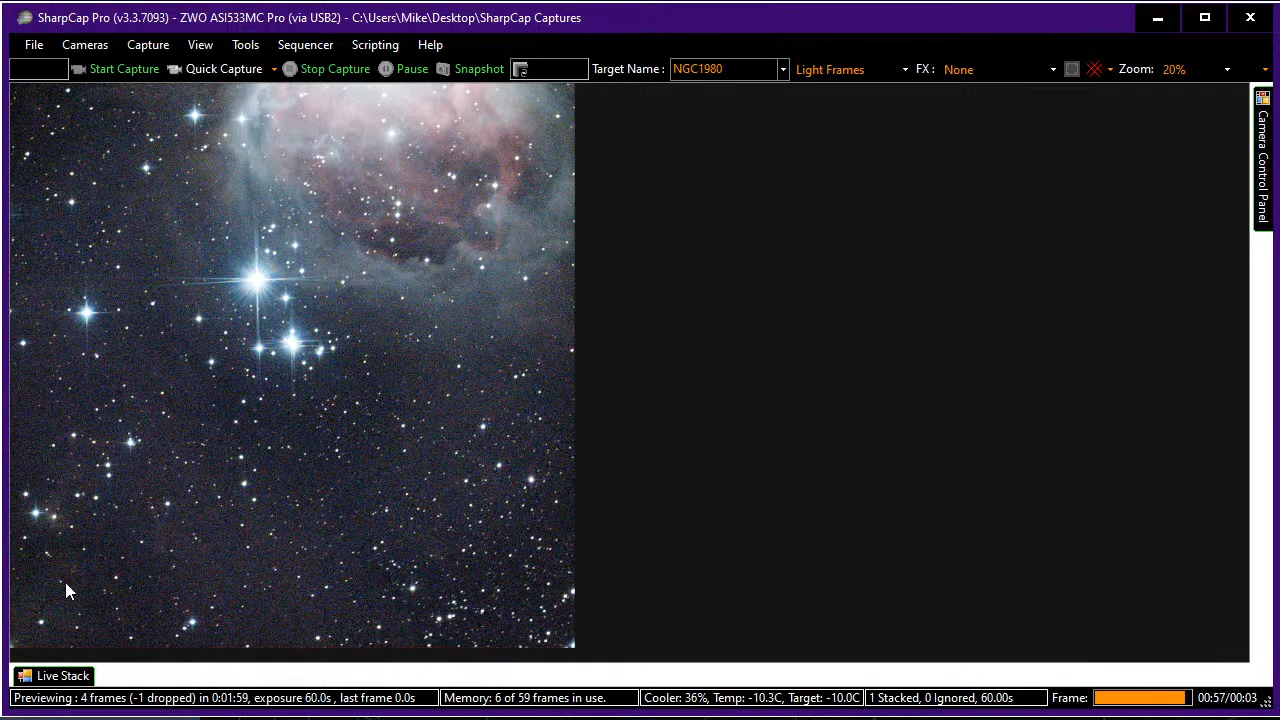 SharpCap Pro (v3.3.7093) - ZWO ASI533MC Pro (via USB2) - C:\Users\Mike\Desktop\SharpCap Captures
File Cameras Capture View Tools Sequencer Scripting Help
Start Capture Quick Capture Stop Capture Pause Snapshot Target Name : NGC1980 Light Frames FX : None Zoom: 20%
Camera Control Panel
Live Stack
Previewing : 4 frames (-1 dropped) in 0:01:59, exposure 60.0s , last frame 0.0s Memory: 6 of 59 frames in use. Cooler: 36%, Temp: -10.3C, Target: -10.0C 1 Stacked, 0 Ignored, 60.00s Frame: 00:57/00:03